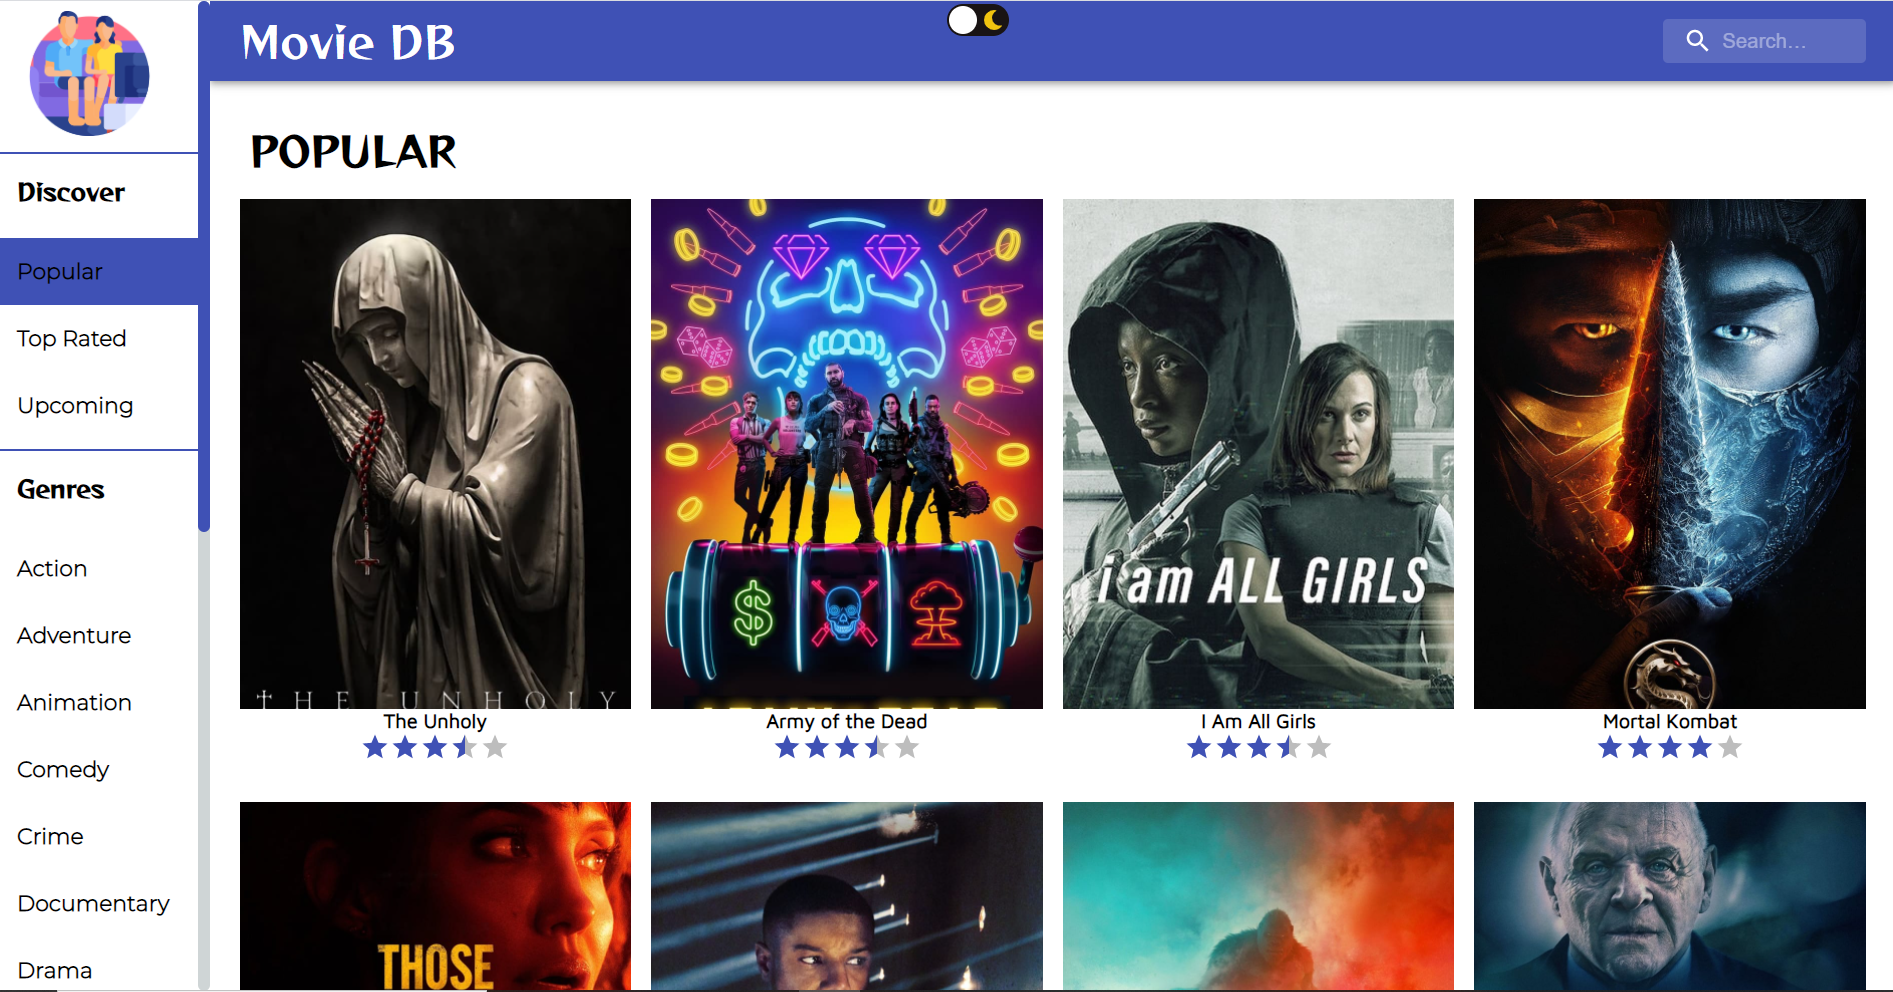 Movie DB
Search...
Discover
Popular
Top Rated
Upcoming
Genres
Action
Adventure
Animation
Comedy
Crime
Documentary
Drama
POPULAR
THE UNHOLY
$
i am ALL GIRLS
The Unholy
Army of the Dead
I Am All Girls
Mortal Kombat
THOSE